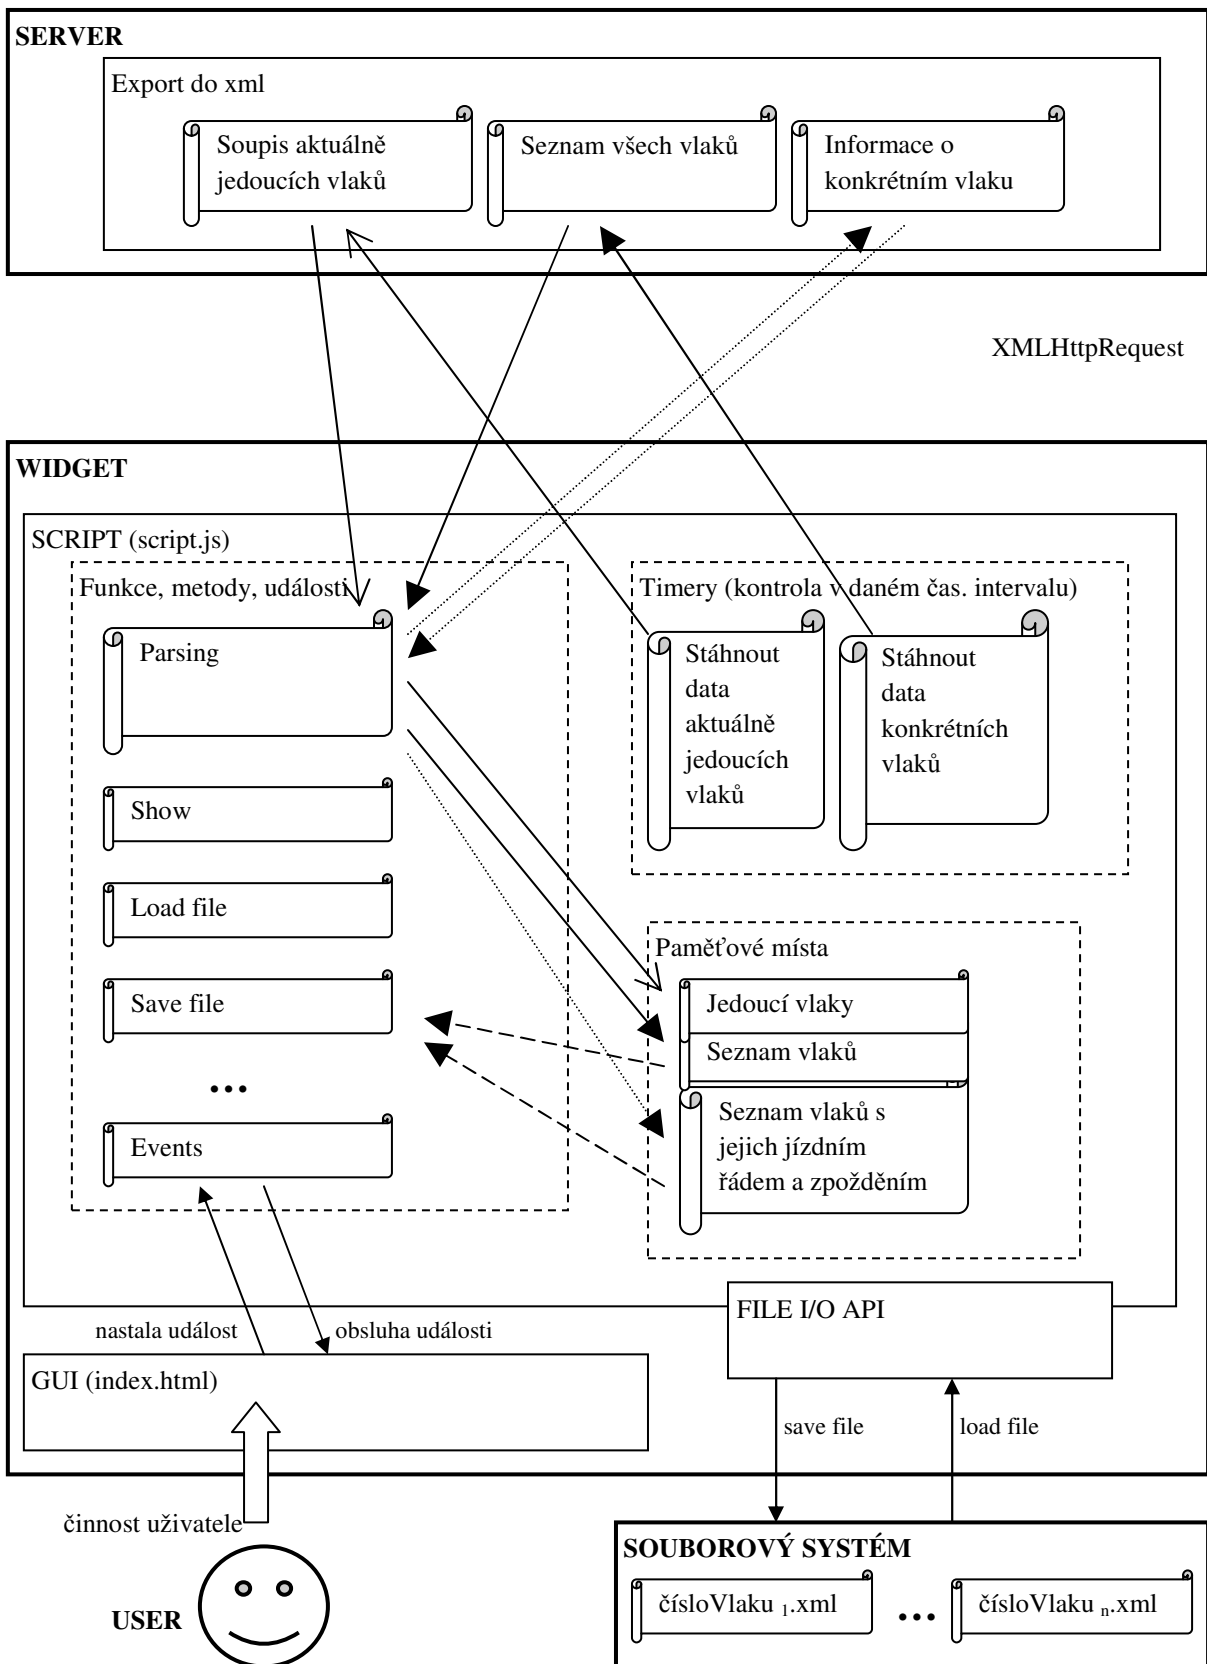 SERVER
Export do xml
Soupis aktuálně
jedoucích vlaků
Seznam všech vlaků
Informace o
konkrétním vlaku
XMLHttpRequest
WIDGET
SCRIPT (script.js)
Funkce, metody, události
Parsing
Show
Load file
Save file
...
Events
Timery (kontrola v daném čas. intervalu)
Stáhnout
data
aktuálně
jedoucích
vlaků
Stáhnout
data
konkrétních
vlaků
Paměťové místa
Jedoucí vlaky
Seznam vlaků
Seznam vlaků s
jejich jízdním
řádem a zpožděním
FILE I/O API
nastala událost
obsluha události
GUI (index.html)
save file
load file
činnost uživatele
USER
SOUBOROVÝ SYSTÉM
čísloVlaku 1.xml
...
čísloVlaku n.xml